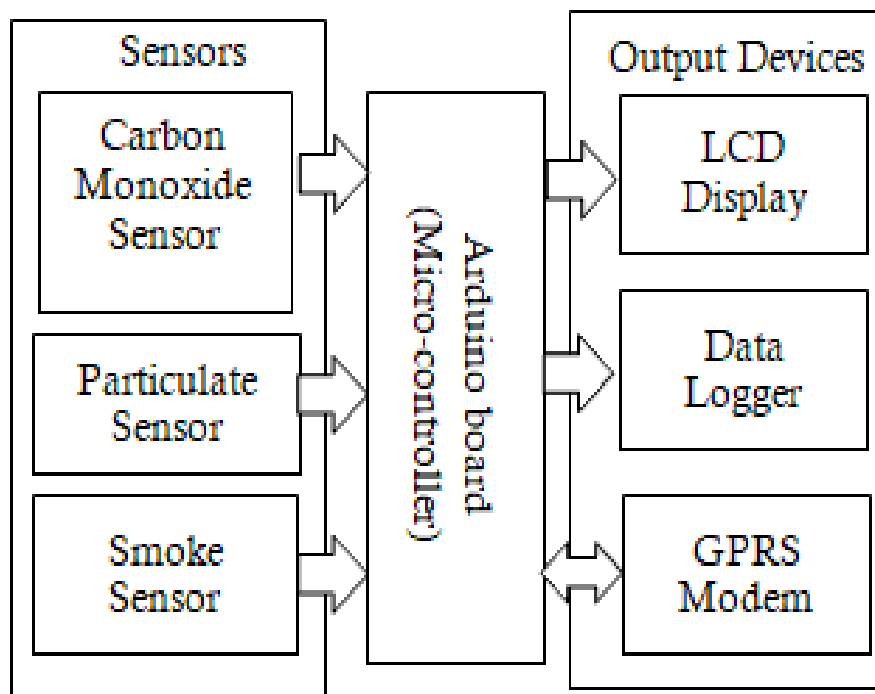 Sensors
Carbon
Monoxide
Sensor
Particulate
Sensor
Smoke
Sensor
Arduino board
(Micro-controller)
Output Devices
LCD
Display
Data
Logger
GPRS
Modem